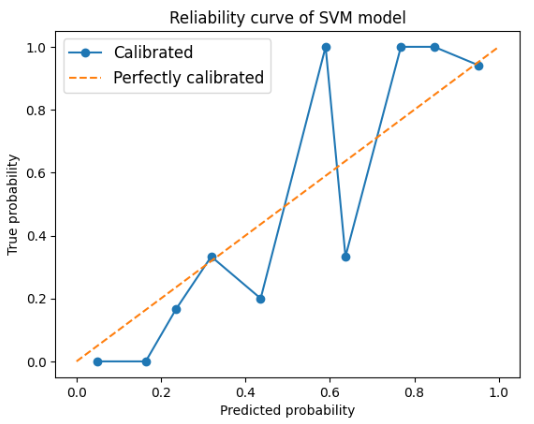 Reliability curve of SVM model
Calibrated
Perfectly calibrated
1.0
0.8
0.6
0.4
0.2
0.0
True probability
0.0 0.2 0.4 0.6 0.8 1.0
Predicted probability